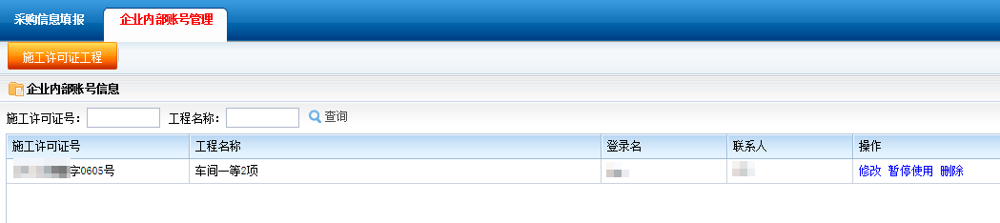 采购信息填报 企业内部账号管理
施工许可证工程
企业内部账号信息
施工许可证号： 工程名称： 查询
施工许可证号 工程名称 登录名 联系人 操作
字0605号 车间一等2项 修改 暂停使用 删除